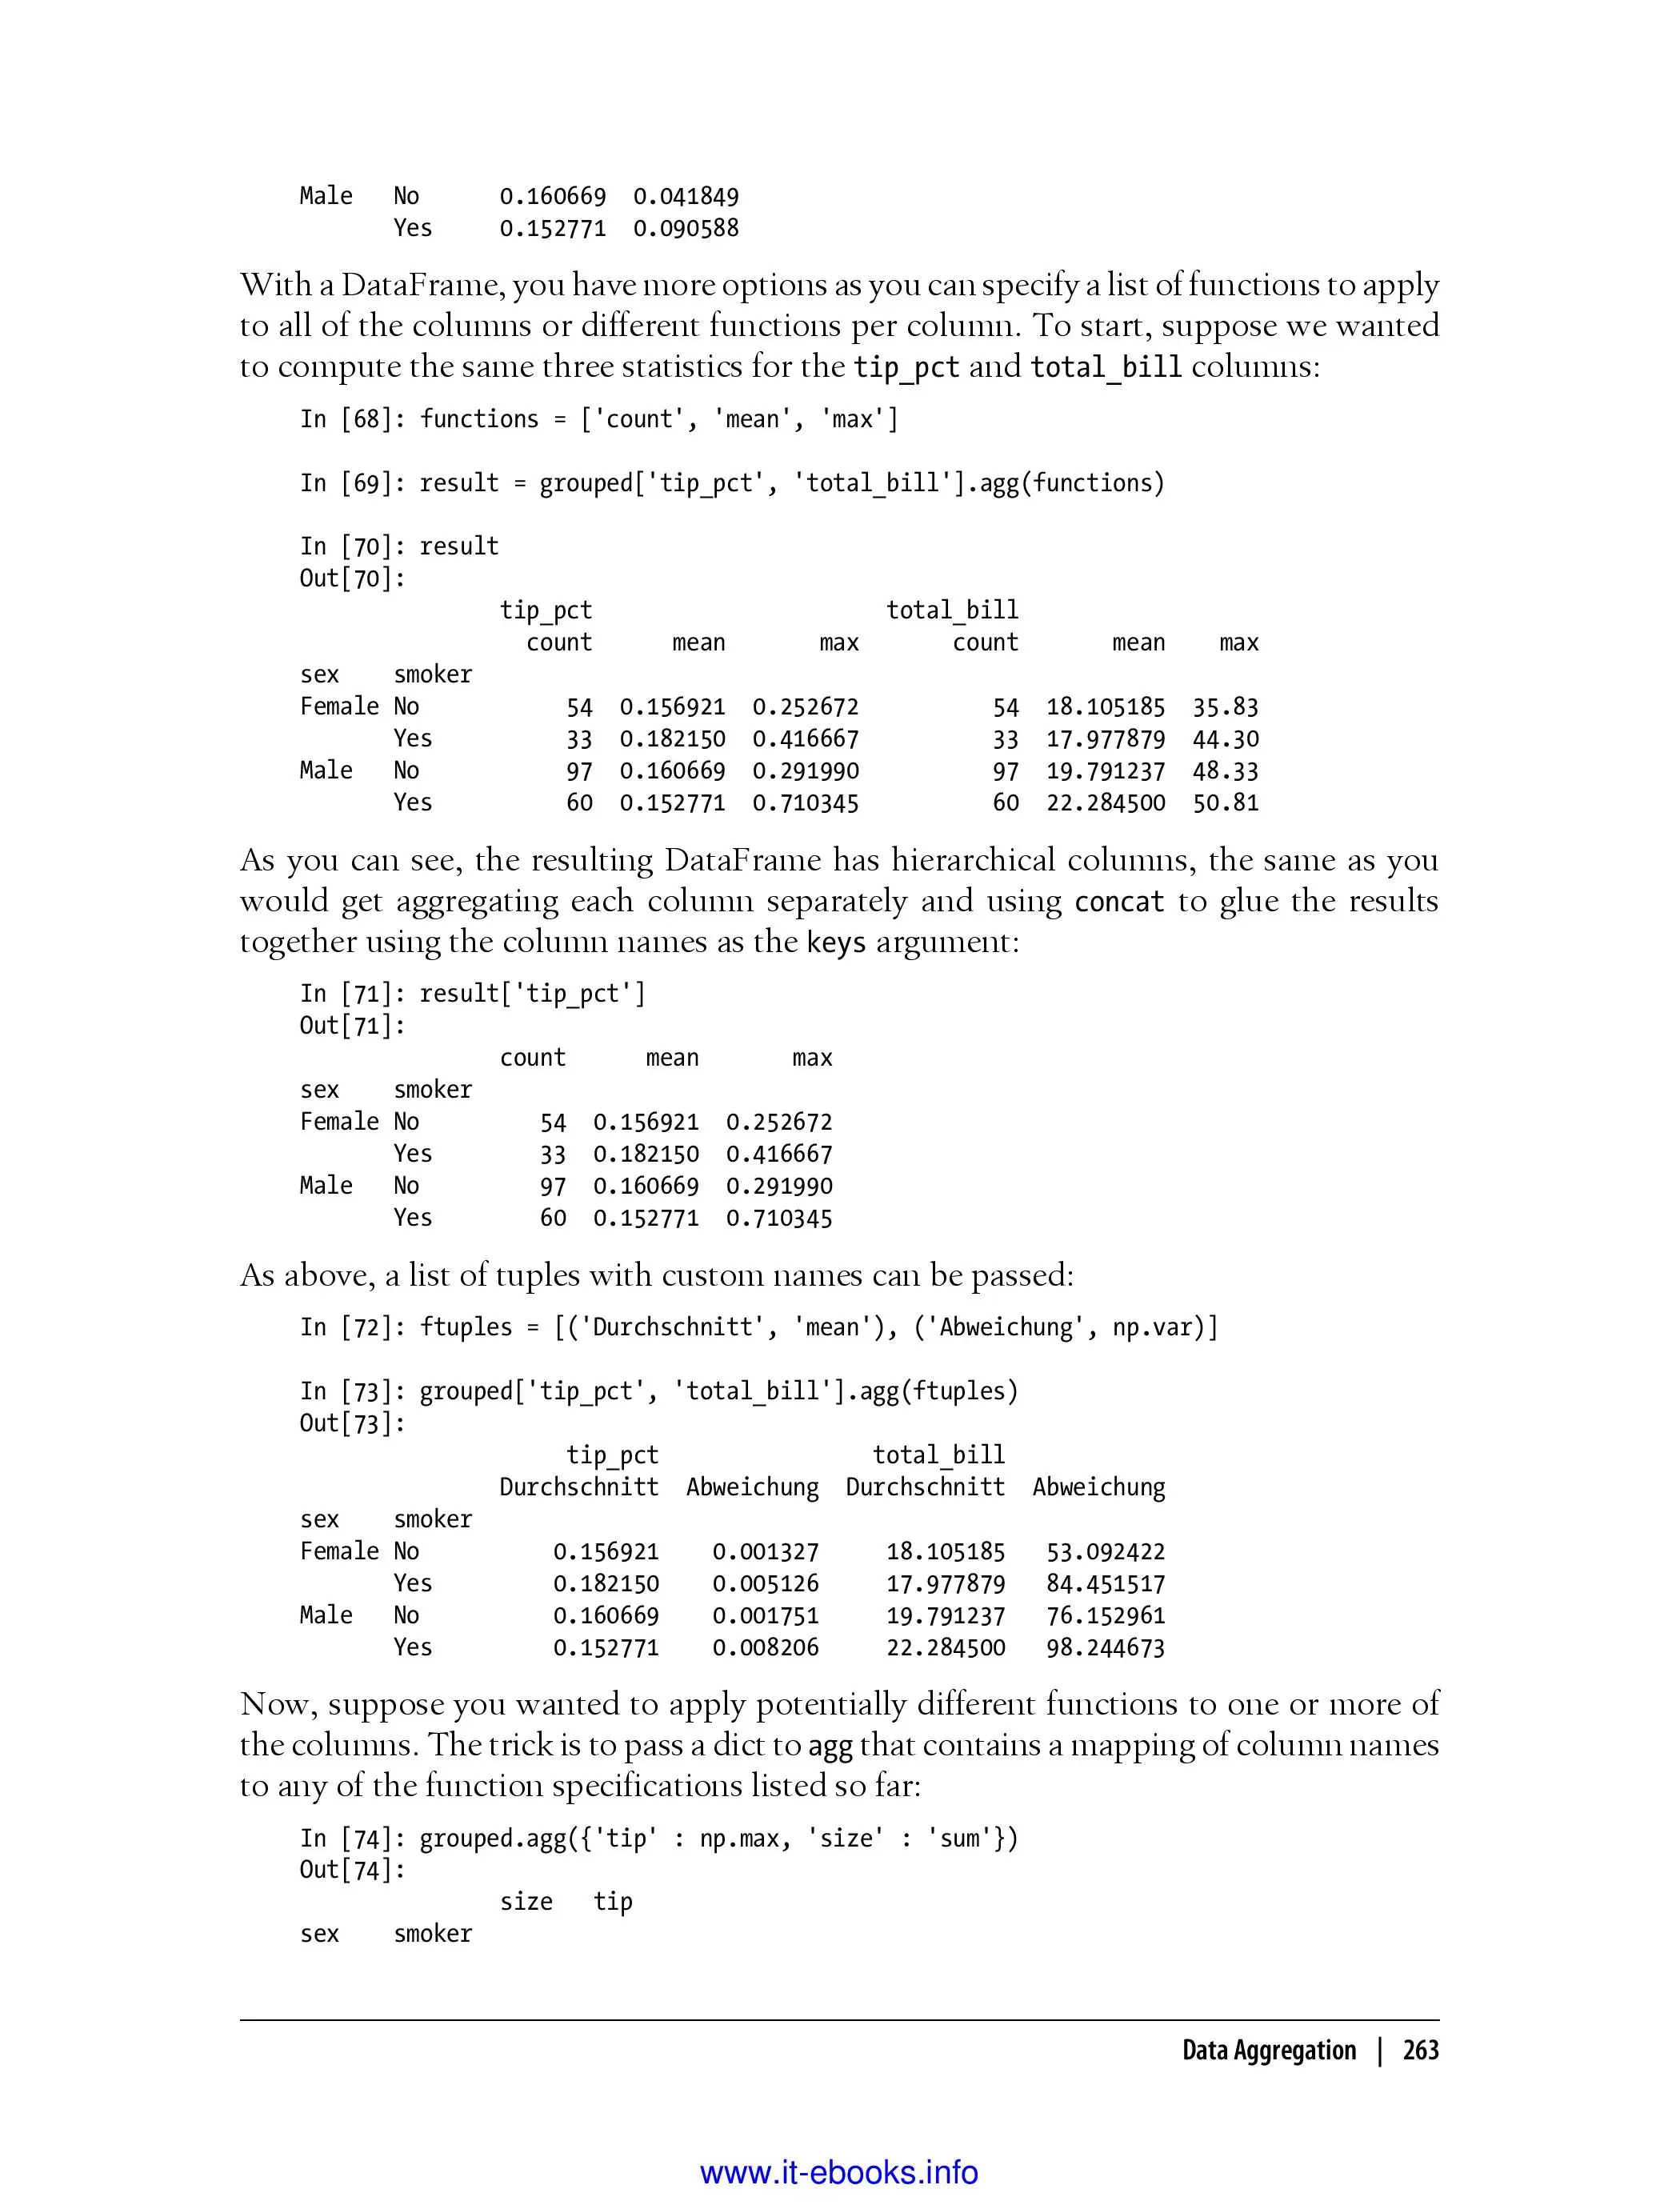 Male   No      0.160669  0.041849
       Yes     0.152771  0.090588
With a DataFrame, you have more options as you can specify a list of functions to apply
to all of the columns or different functions per column. To start, suppose we wanted
to compute the same three statistics for the tip_pct and total_bill columns:
In [68]: functions = ['count', 'mean', 'max']
In [69]: result = grouped['tip_pct', 'total_bill'].agg(functions)
In [70]: result
Out[70]:
               tip_pct                      total_bill
                 count      mean       max       count       mean    max
sex    smoker
Female No           54  0.156921  0.252672          54  18.105185  35.83
       Yes          33  0.182150  0.416667          33  17.977879  44.30
Male   No           97  0.160669  0.291990          97  19.791237  48.33
       Yes          60  0.152771  0.710345          60  22.284500  50.81
As you can see, the resulting DataFrame has hierarchical columns, the same as you
would get aggregating each column separately and using concat to glue the results
together using the column names as the keys argument:
In [71]: result['tip_pct']
Out[71]:
               count      mean       max
sex    smoker
Female No         54  0.156921  0.252672
       Yes        33  0.182150  0.416667
Male   No         97  0.160669  0.291990
       Yes        60  0.152771  0.710345
As above, a list of tuples with custom names can be passed:
In [72]: ftuples = [('Durchschnitt', 'mean'), ('Abweichung', np.var)]
In [73]: grouped['tip_pct', 'total_bill'].agg(ftuples)
Out[73]:
                    tip_pct                total_bill
               Durchschnitt  Abweichung  Durchschnitt  Abweichung
sex    smoker
Female No          0.156921    0.001327     18.105185   53.092422
       Yes         0.182150    0.005126     17.977879   84.451517
Male   No          0.160669    0.001751     19.791237   76.152961
       Yes         0.152771    0.008206     22.284500   98.244673
Now, suppose you wanted to apply potentially different functions to one or more of
the columns. The trick is to pass a dict to agg that contains a mapping of column names
to any of the function specifications listed so far:
In [74]: grouped.agg({'tip' : np.max, 'size' : 'sum'})
Out[74]:
               size   tip
sex    smoker
Data Aggregation | 263
www.it-ebooks.info